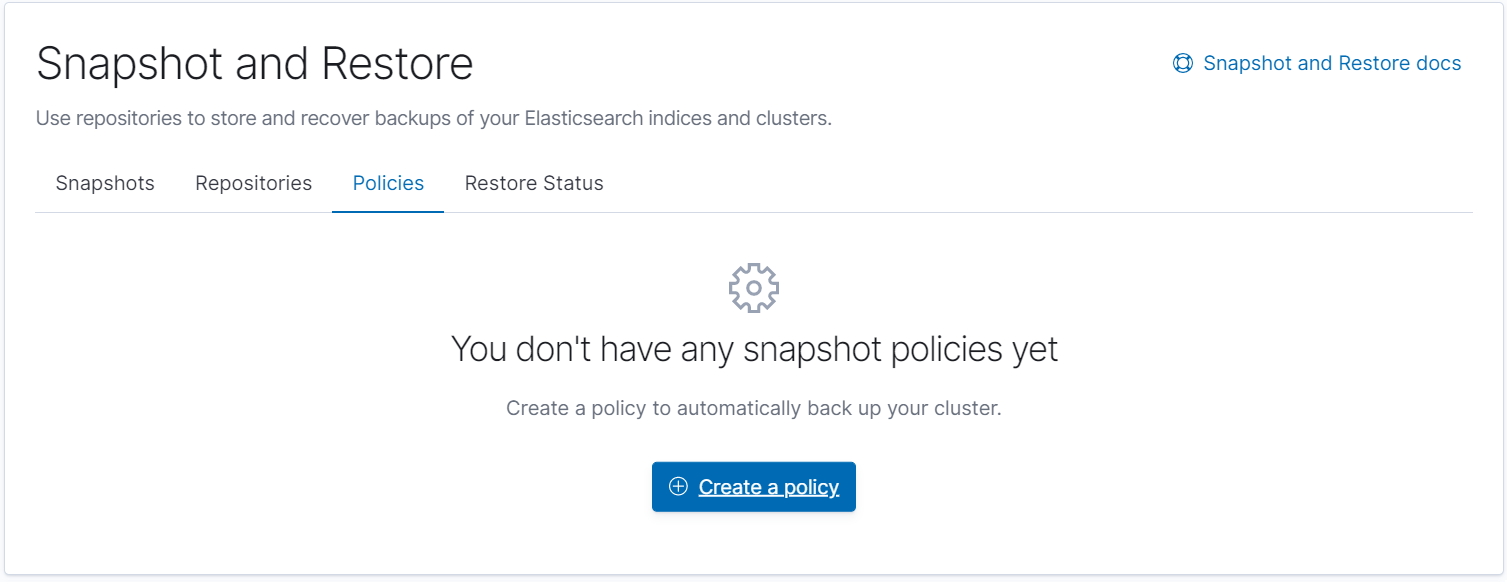 Snapshot and Restore
Snapshot and Restore docs
Use repositories to store and recover backups of your Elasticsearch indices and clusters.
Snapshots Repositories Policies Restore Status
You don't have any snapshot policies yet
Create a policy to automatically back up your cluster.
Create a policy